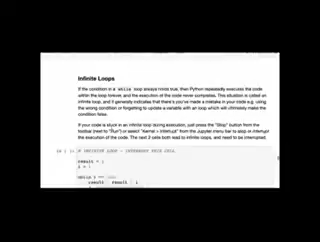 Infinite Loops
If the condition in a while loop always holds true, then Python repeatedly executes the code
within the loop forever, and the execution of the code never completes. This situation is called an
infinite loop, and it generally indicates that there's you've made a mistake in your code e.g. using
the wrong condition or forgetting to update a variable with an loop which will ultimately make the
condition false.
If your code is stuck in an infinite loop during execution, just press the "Stop" button from the
toolbar (next to "Run") or select "Kernel > Interrupt" from the Jupyter menu bar to stop or interrupt
the execution of the code. The next 2 cells both lead to infinite loops, and need to be interrupted.
# INFINITE LOOP - INTERRUPT THIS CELL
result = 1
i = 1
while i
result result i